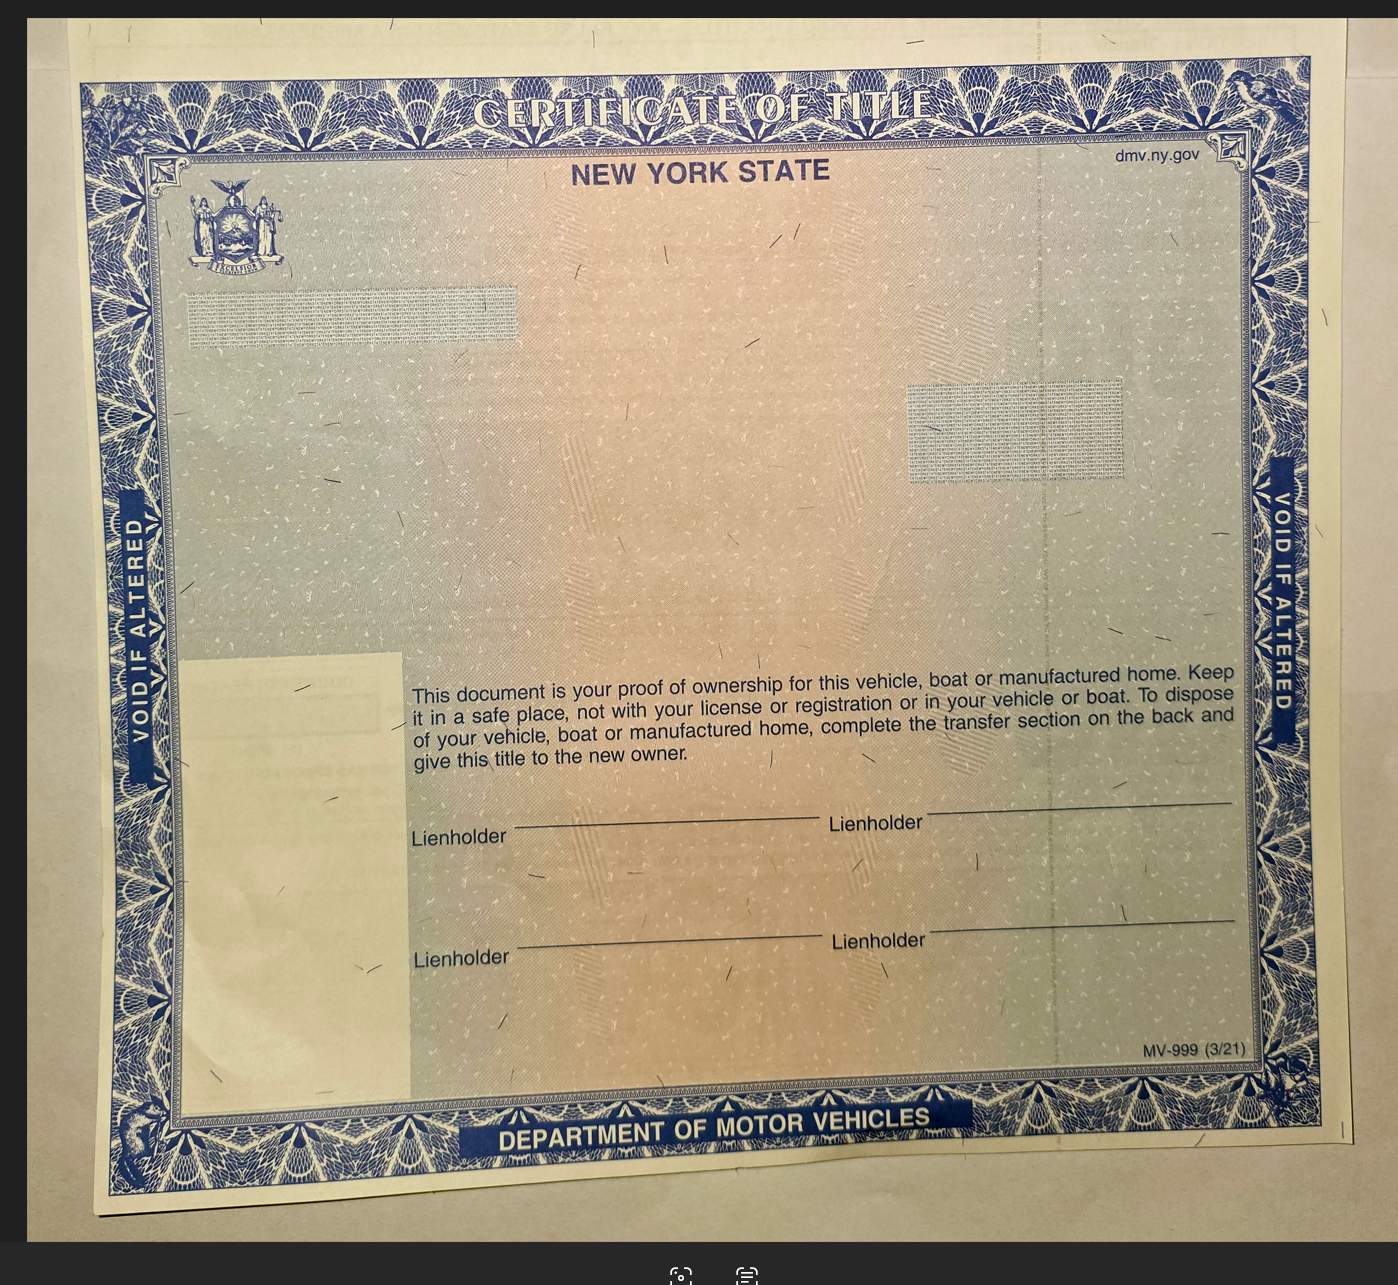 CERTIFICATE OF TITLE
NEW YORK STATE
dmv.ny.gov
EXCELSIOR
VOID IF ALTERED
VOID IF ALTERED
This document is your proof of ownership for this vehicle, boat or manufactured home. Keep
it in a safe place, not with your license or registration or in your vehicle or boat. To dispose
of your vehicle, boat or manufactured home, complete the transfer section on the back and
give this title to the new owner.
Lienholder
Lienholder
Lienholder
Lienholder
MV-999 (3/21)
DEPARTMENT OF MOTOR VEHICLES